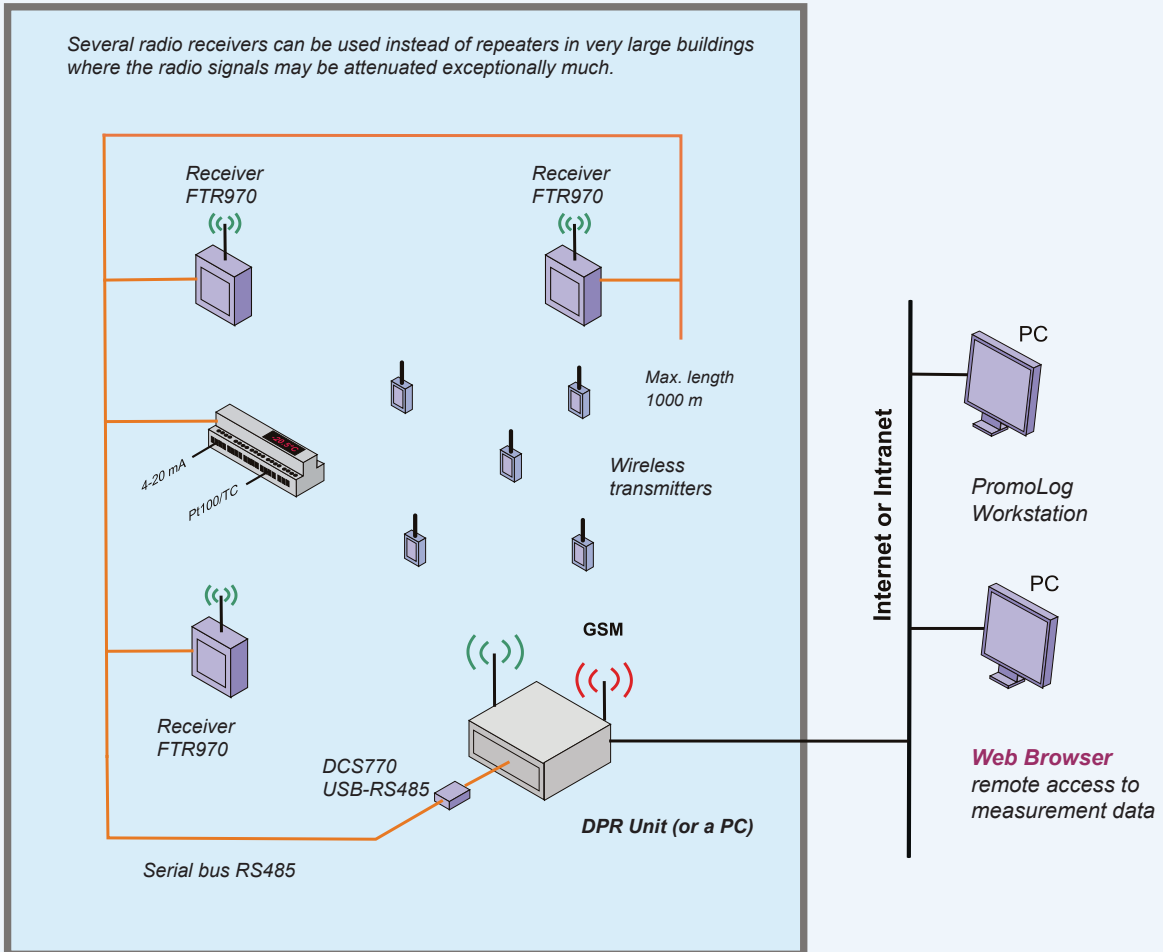 Several radio receivers can be used instead of repeaters in very large buildings
where the radio signals may be attenuated exceptionally much.
Receiver
FTR970
Receiver
FTR970
Max. length
1000 m
-20.5°C
4-20 mA
Pt100/TC
Wireless
transmitters
GSM
Receiver
FTR970
DCS770
USB-RS485
DPR Unit (or a PC)
Serial bus RS485
Internet or Intranet
PC
PromoLog
Workstation
PC
Web Browser
remote access to
measurement data